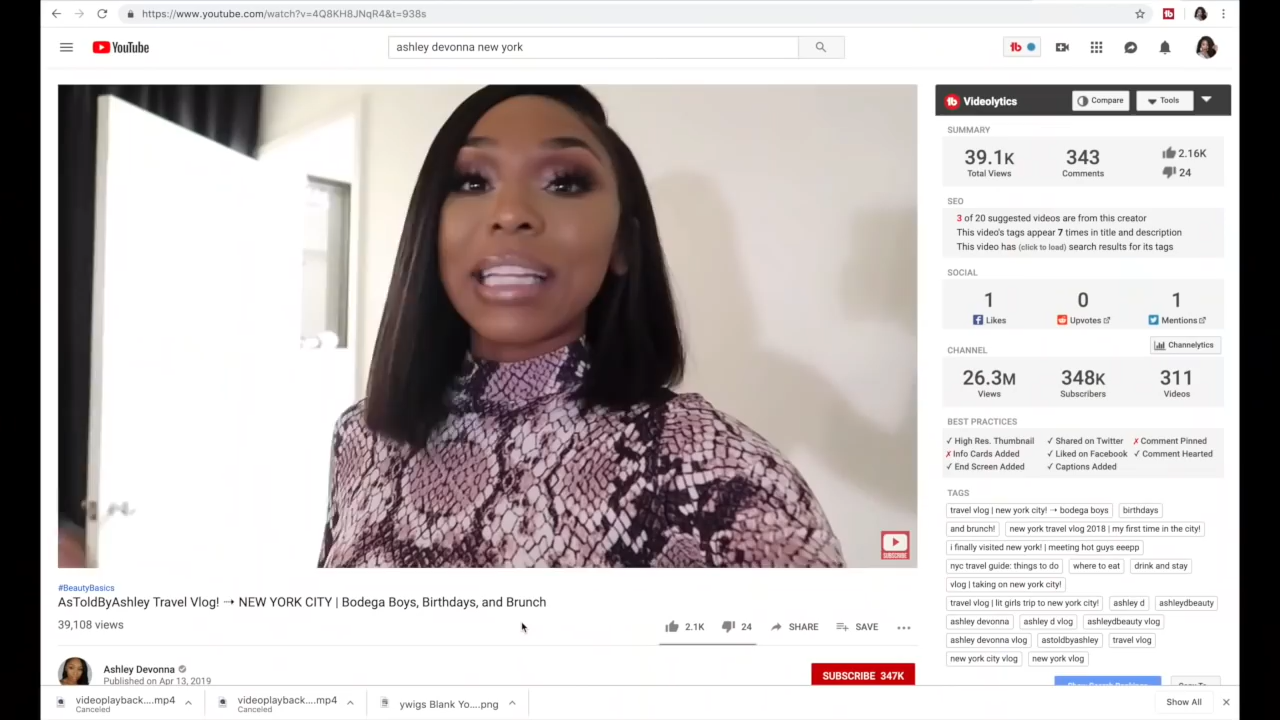 https://www.youtube.com/watch?v=4Q8KH8JNqR4&t=938s
YouTube
ashley devonna new york
SUBSCRIBE
#BeautyBasics
AsToldByAshley Travel Vlog! ➝ NEW YORK CITY | Bodega Boys, Birthdays, and Brunch
39,108 views
2.1K
24
SHARE
SAVE
Ashley Devonna
Published on Apr 13, 2019
SUBSCRIBE 347K
tb Videolytics
Compare
Tools
SUMMARY
39.1K
Total Views
343
Comments
2.16K
24
SEO
3 of 20 suggested videos are from this creator
This video's tags appear 7 times in title and description
This video has (click to load) search results for its tags
SOCIAL
1
Likes
0
Upvotes
1
Mentions
CHANNEL
Channelytics
26.3M
Views
348K
Subscribers
311
Videos
BEST PRACTICES
✓ High Res. Thumbnail ✓ Shared on Twitter ✗ Comment Pinned
✗ Info Cards Added ✓ Liked on Facebook ✓ Comment Hearted
✓ End Screen Added ✓ Captions Added
TAGS
travel vlog | new york city! ➝ bodega boys birthdays
and brunch! new york travel vlog 2018 | my first time in the city!
i finally visited new york! | meeting hot guys eeepp
nyc travel guide: things to do where to eat drink and stay
vlog | taking on new york city!
travel vlog | lit girls trip to new york city! ashley d ashleydbeauty
ashley devonna ashley d vlog ashleydbeauty vlog
ashley devonna vlog astoldbyashley travel vlog
new york city vlog new york vlog
videoplayback....mp4
Canceled
videoplayback....mp4
Canceled
ywigs Blank Yo....png
Show All